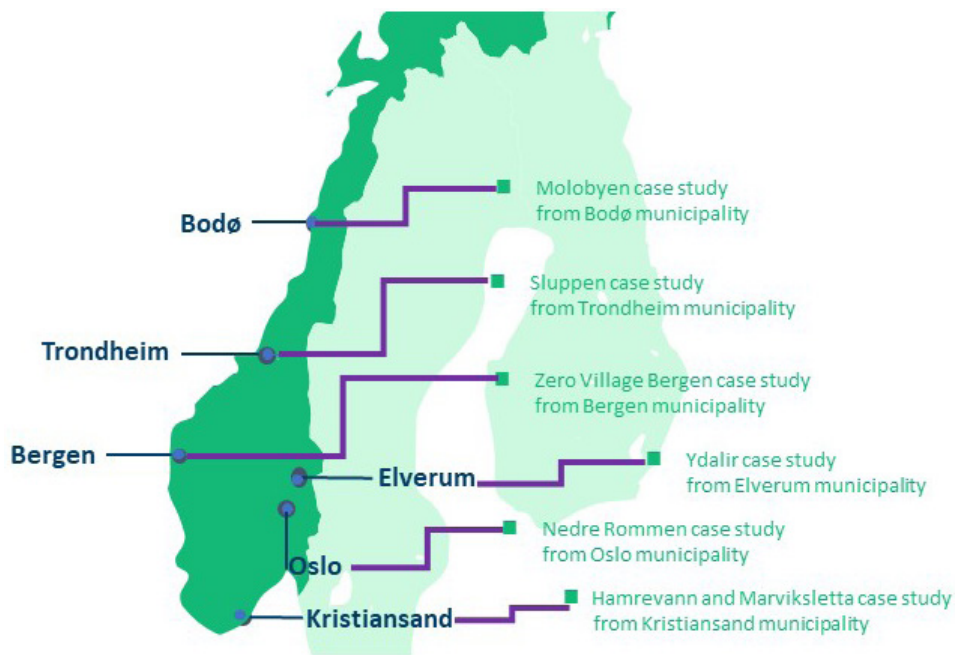 Bodø
Molobyen case study
from Bodø municipality
Trondheim
Sluppen case study
from Trondheim municipality
Bergen
Zero Village Bergen case study
from Bergen municipality
Elverum
Ydalir case study
from Elverum municipality
Oslo
Nedre Rommen case study
from Oslo municipality
Kristiansand
Hamrevann and Marviksletta case study
from Kristiansand municipality